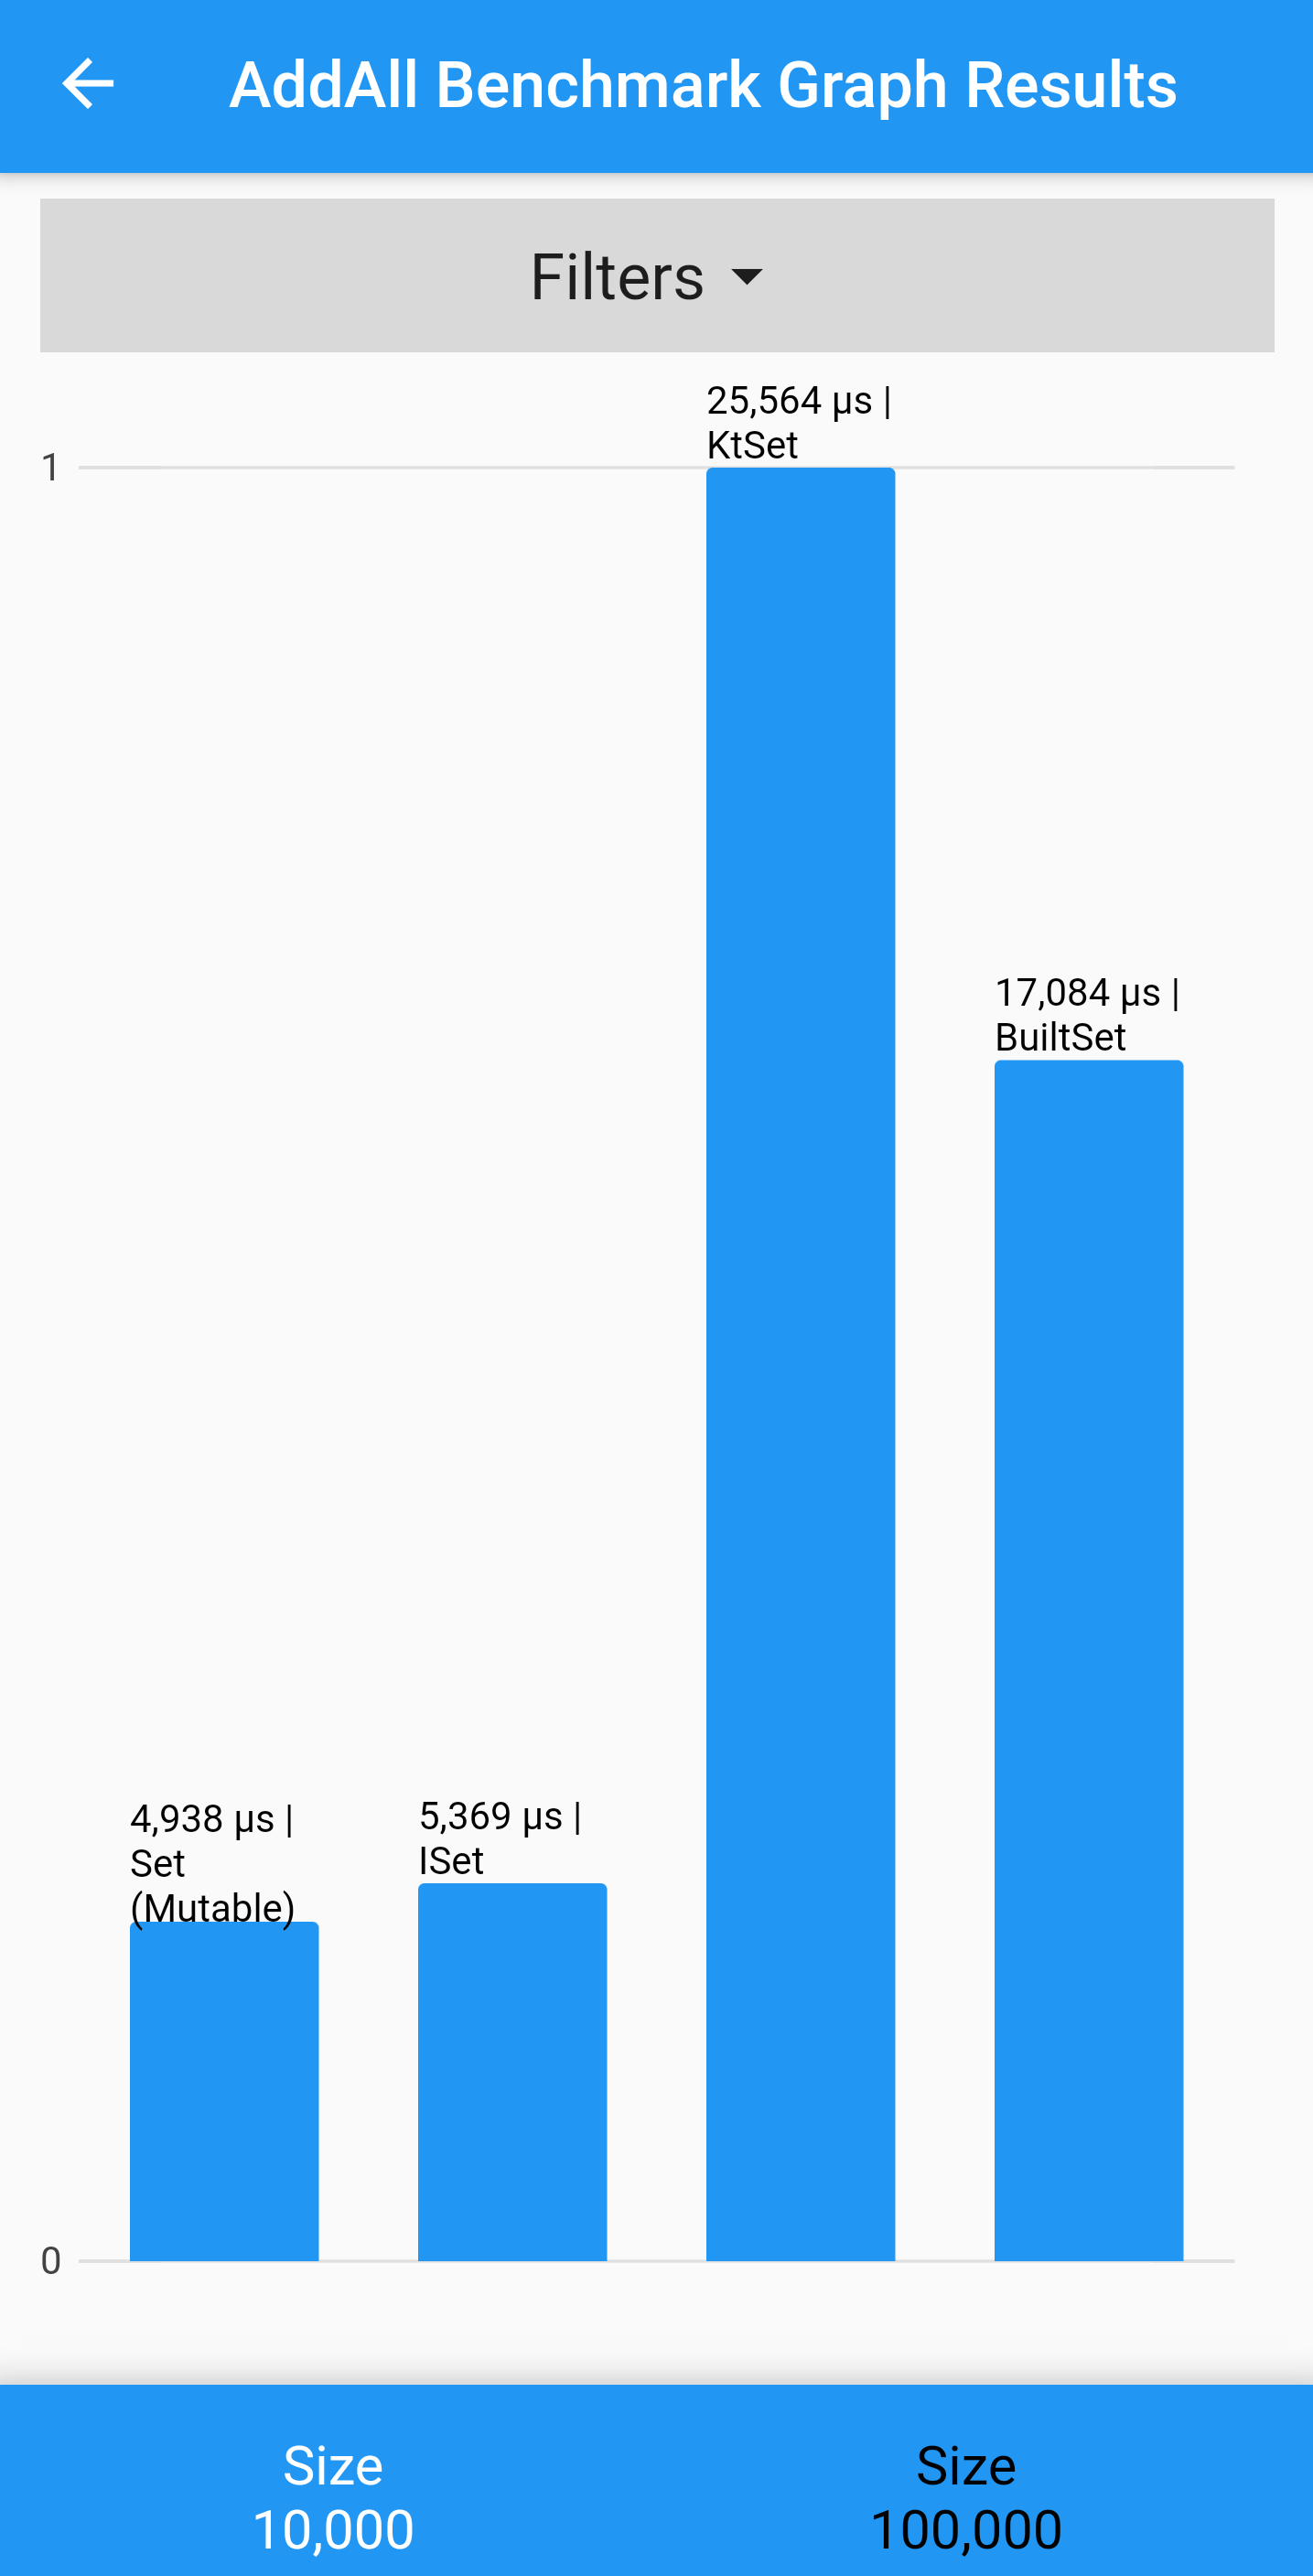 AddAll Benchmark Graph Results
Filters
25,564 µs |
KtSet
1
17,084 µs |
BuiltSet
4,938 µs |
Set
(Mutable)
5,369 µs |
ISet
0
Size
10,000
Size
100,000